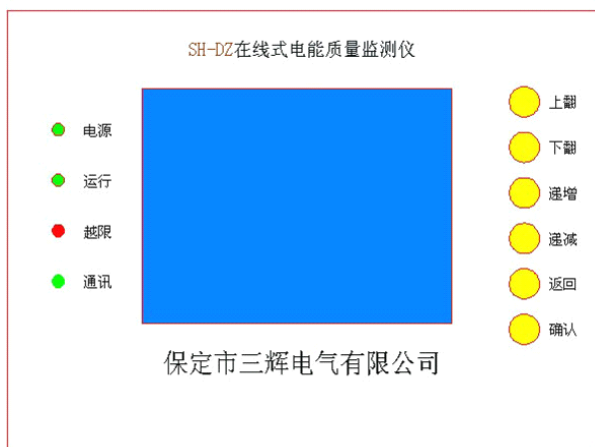 SH-DZ在线式电能质量监测仪
电源
运行
越限
通讯
上翻
下翻
递增
递减
返回
确认
保定市三辉电气有限公司